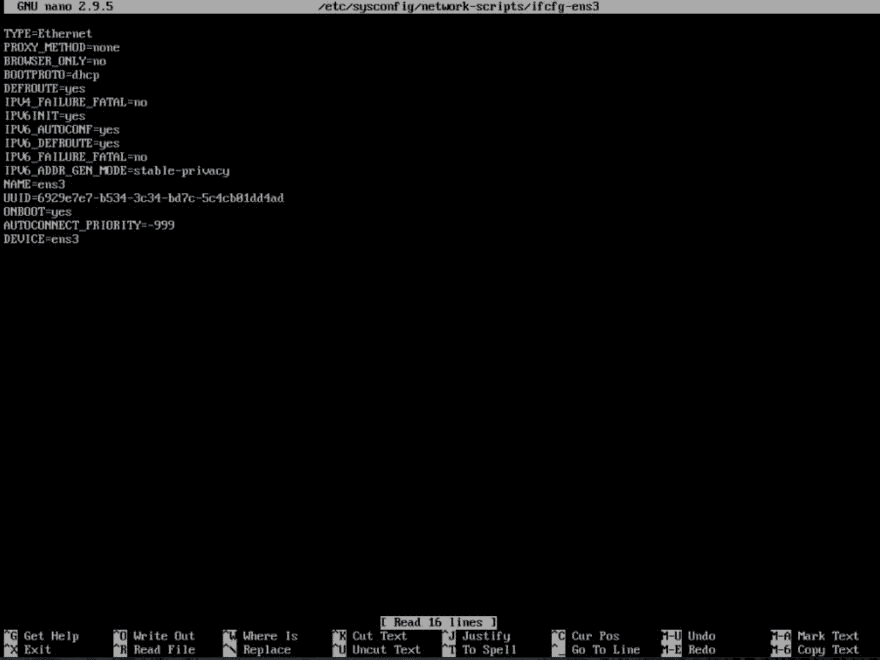 GNU nano 2.9.5 /etc/sysconfig/network-scripts/ifcfg-ens3
TYPE=Ethernet
PROXY_METHOD=none
BROWSER_ONLY=no
BOOTPROTO=dhcp
DEFROUTE=yes
IPV4_FAILURE_FATAL=no
IPV6INIT=yes
IPV6_AUTOCONF=yes
IPV6_DEFROUTE=yes
IPV6_FAILURE_FATAL=no
IPV6_ADDR_GEN_MODE=stable-privacy
NAME=ens3
UUID=6929e7e7-b534-3c34-bd7c-5c4cb01dd4ad
ONBOOT=yes
AUTOCONNECT_PRIORITY=-999
DEVICE=ens3
[ Read 16 lines ]
^G Get Help ^O Write Out ^W Where Is ^K Cut Text ^J Justify ^C Cur Pos M-U Undo M-A Mark Text
^X Exit ^R Read File ^\ Replace ^U Uncut Text ^T To Spell ^_ Go To Line M-E Redo M-6 Copy Text